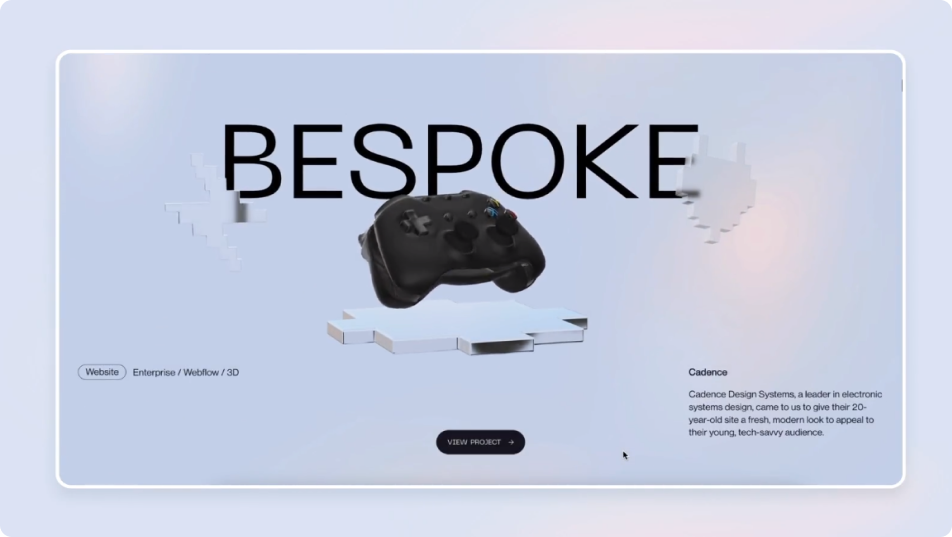 BESPOKE
Website Enterprise / Webflow / 3D
Cadence
Cadence Design Systems, a leader in electronic
systems design, came to us to give their 20-
year-old site a fresh, modern look to appeal to
their young, tech-savvy audience.
VIEW PROJECT →